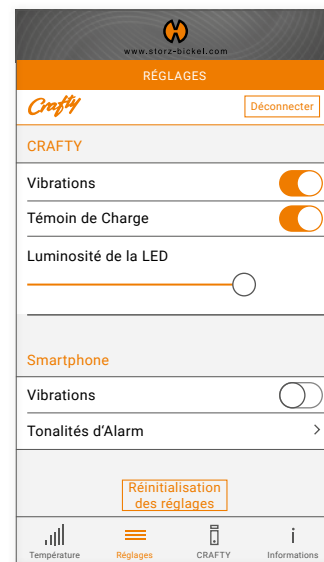 www.storz-bickel.com
RÉGLAGES
Crafty
Déconnecter
CRAFTY
Vibrations
Témoin de Charge
Luminosité de la LED
Smartphone
Vibrations
Tonalités d'Alarm
Réinitialisation
des réglages
Température
Réglages
CRAFTY
Informations